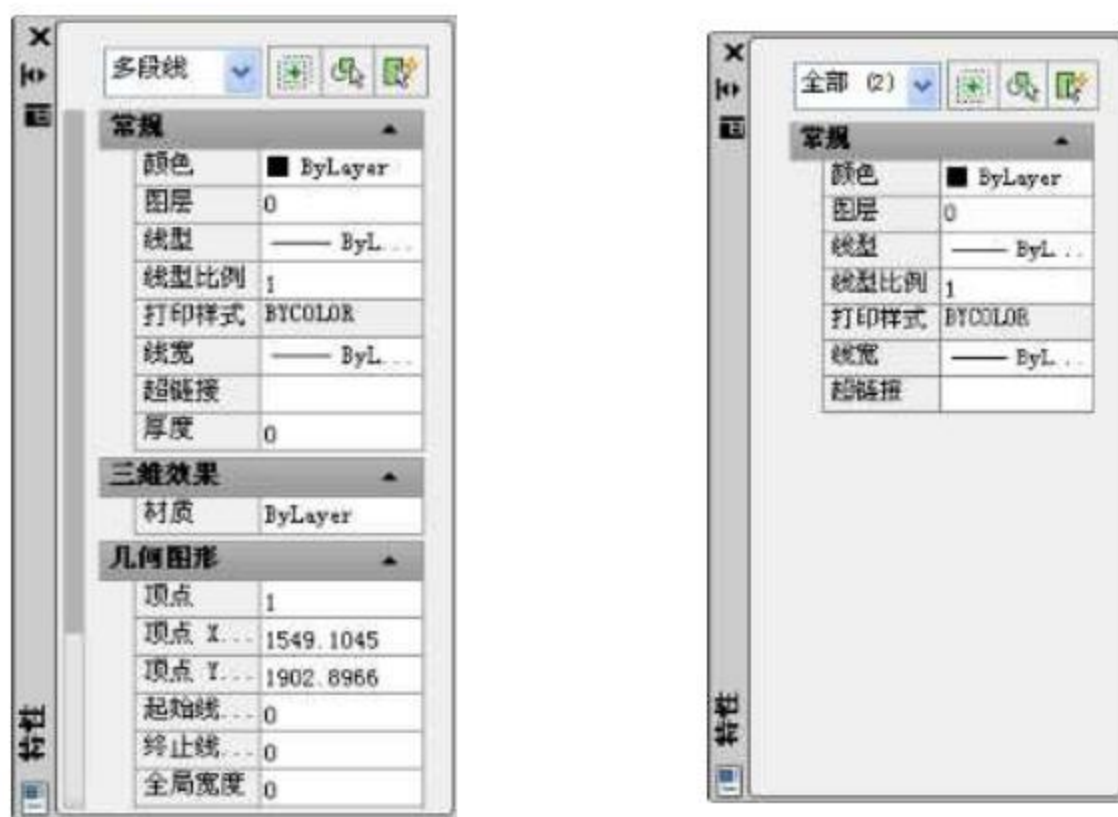 多段线
常规
颜色 ByLayer
图层 0
线型 ByL...
线型比例 1
打印样式 BYCOLOR
线宽 ByL...
超链接
厚度 0
三维效果
材质 ByLayer
几何图形
顶点 1
顶点 X... 1549.1045
顶点 Y... 1902.8966
起始线... 0
终止线... 0
全局宽度 0
特性
全部 (2)
常规
颜色 ByLayer
图层 0
线型 ByL...
线型比例 1
打印样式 BYCOLOR
线宽 ByL...
超链接
特性